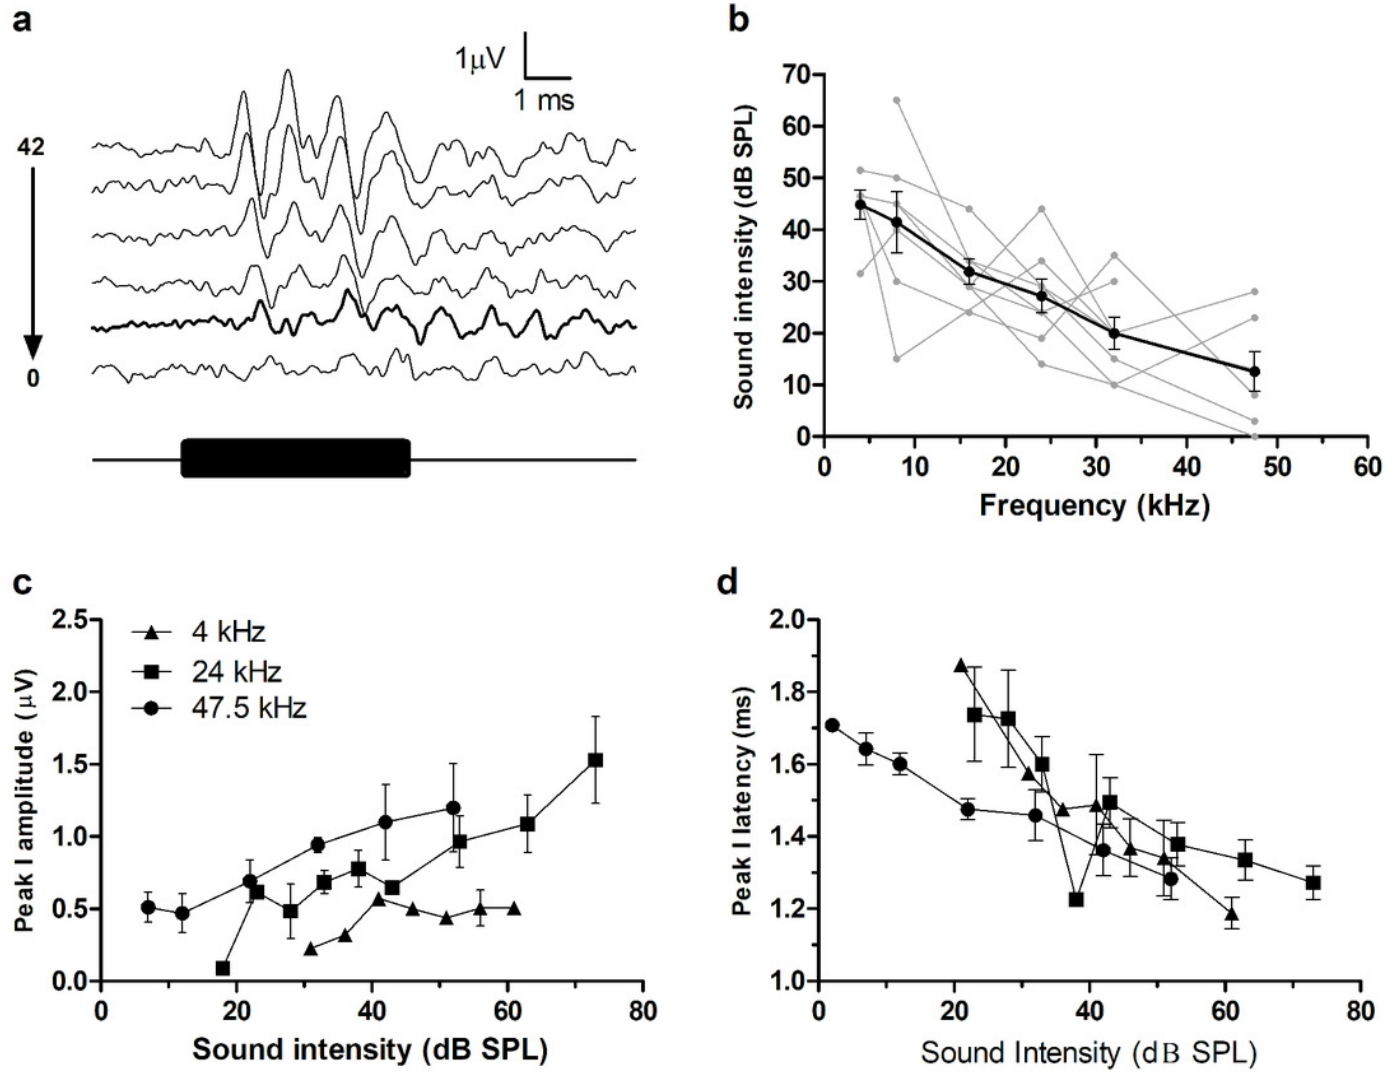 a
1μV
1 ms
42
0
b
70
60
50
40
30
20
10
0
Sound intensity (dB SPL)
0 10 20 30 40 50 60
Frequency (kHz)
c
2.5
2.0
1.5
1.0
0.5
0.0
Peak I amplitude (μV)
4 kHz
24 kHz
47.5 kHz
0 20 40 60 80
Sound intensity (dB SPL)
d
2.0
1.8
1.6
1.4
1.2
1.0
Peak I latency (ms)
0 20 40 60 80
Sound Intensity (dB SPL)